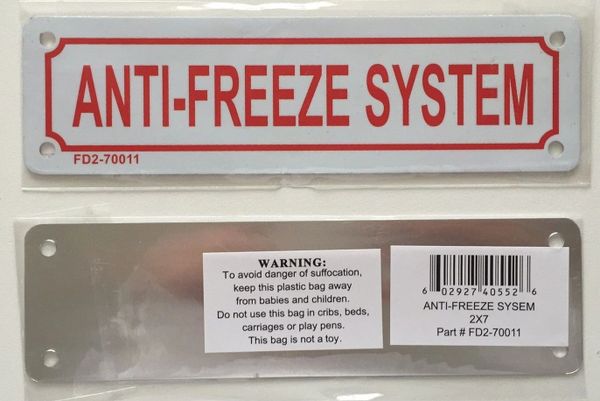 ANTI-FREEZE SYSTEM
FD2-70011
WARNING:
To avoid danger of suffocation,
keep this plastic bag away
from babies and children.
Do not use this bag in cribs, beds,
carriages or play pens.
This bag is not a toy.
6 02927 40552 6
ANTI-FREEZE SYSEM
2X7
Part # FD2-70011